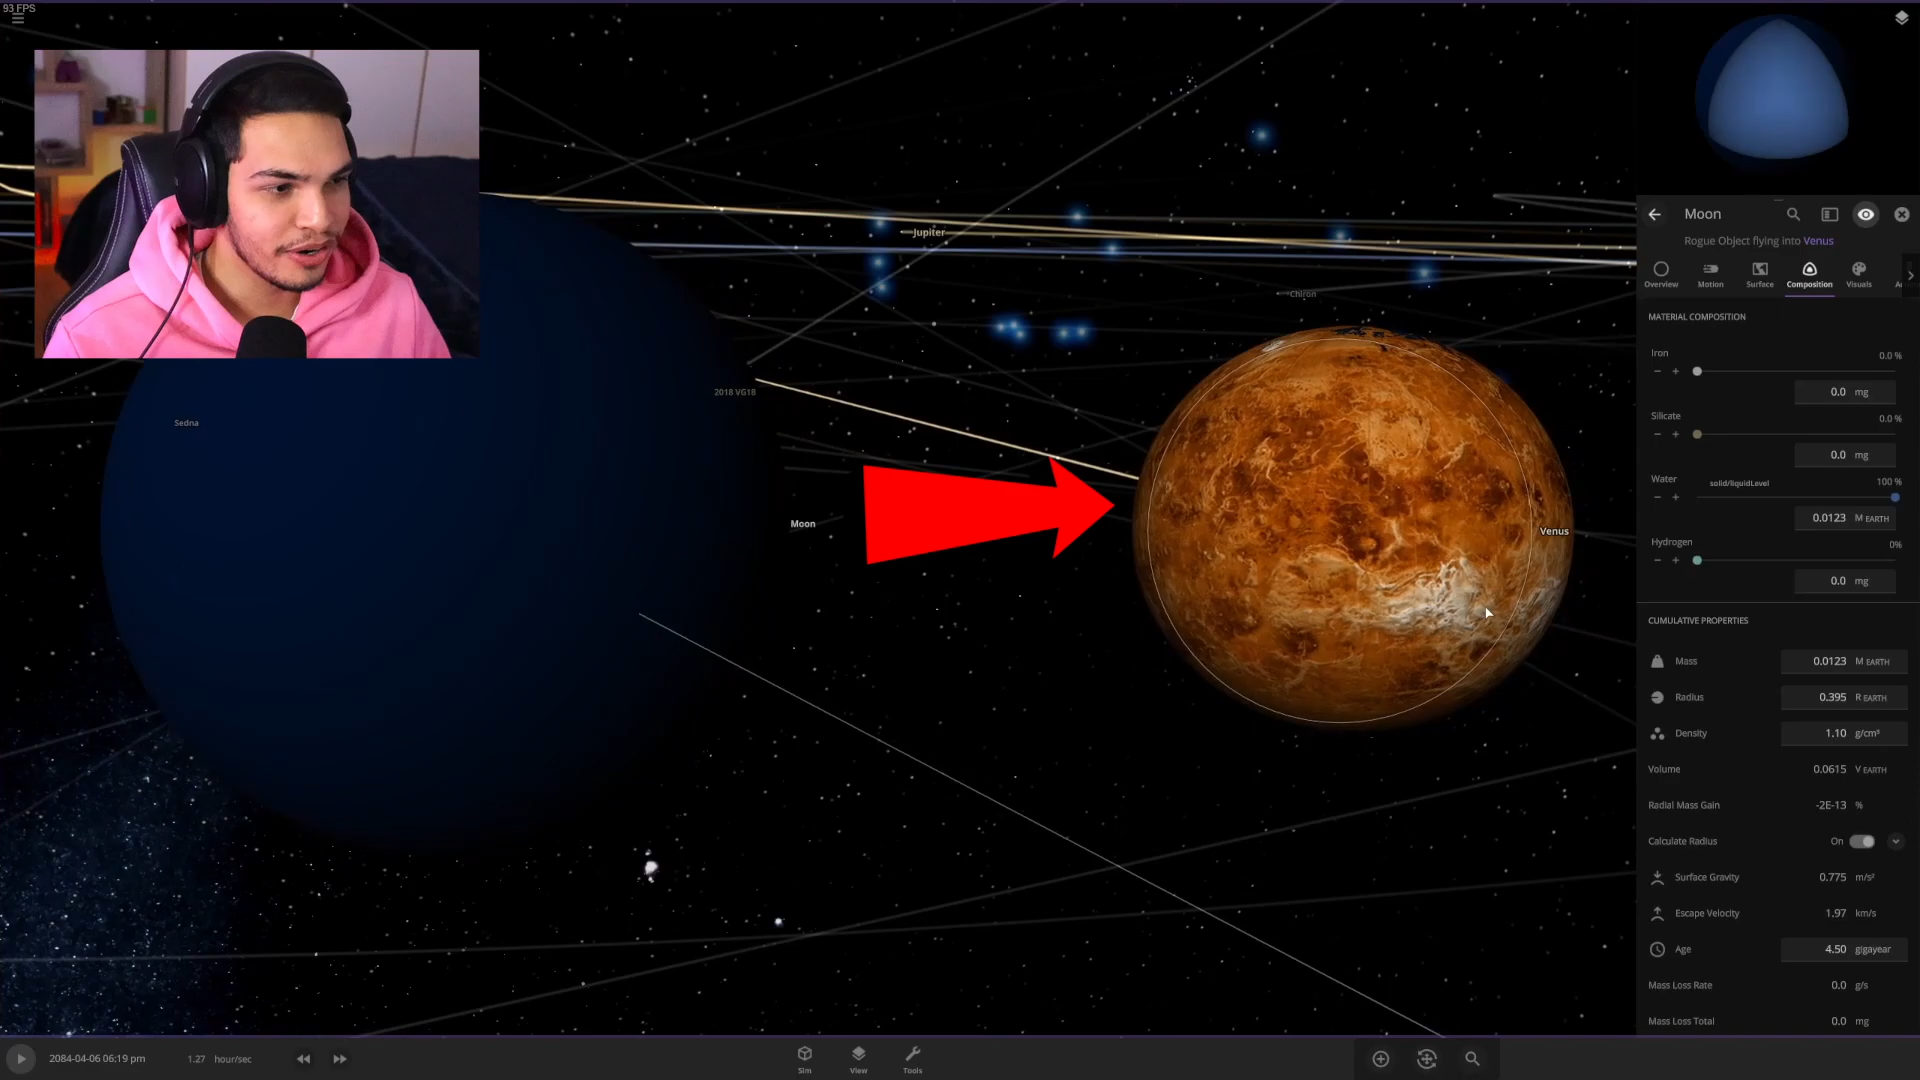 93 FPS
Jupiter
Chiron
2018 VG18
Sedna
Moon
Venus
Moon
Rogue Object flying into Venus
Overview Motion Surface Composition Visuals
MATERIAL COMPOSITION
Iron 0.0 %
− +
0.0 mg
Silicate 0.0 %
− +
0.0 mg
Water solid/liquidLevel 100 %
− +
0.0123 M EARTH
Hydrogen 0%
− +
0.0 mg
CUMULATIVE PROPERTIES
Mass 0.0123 M EARTH
Radius 0.395 R EARTH
Density 1.10 g/cm³
Volume 0.0615 V EARTH
Radial Mass Gain -2E-13 %
Calculate Radius On
Surface Gravity 0.775 m/s²
Escape Velocity 1.97 km/s
Age 4.50 gigayear
Mass Loss Rate 0.0 g/s
Mass Loss Total 0.0 mg
2084-04-06 06:19 pm 1.27 hour/sec
Sim View Tools